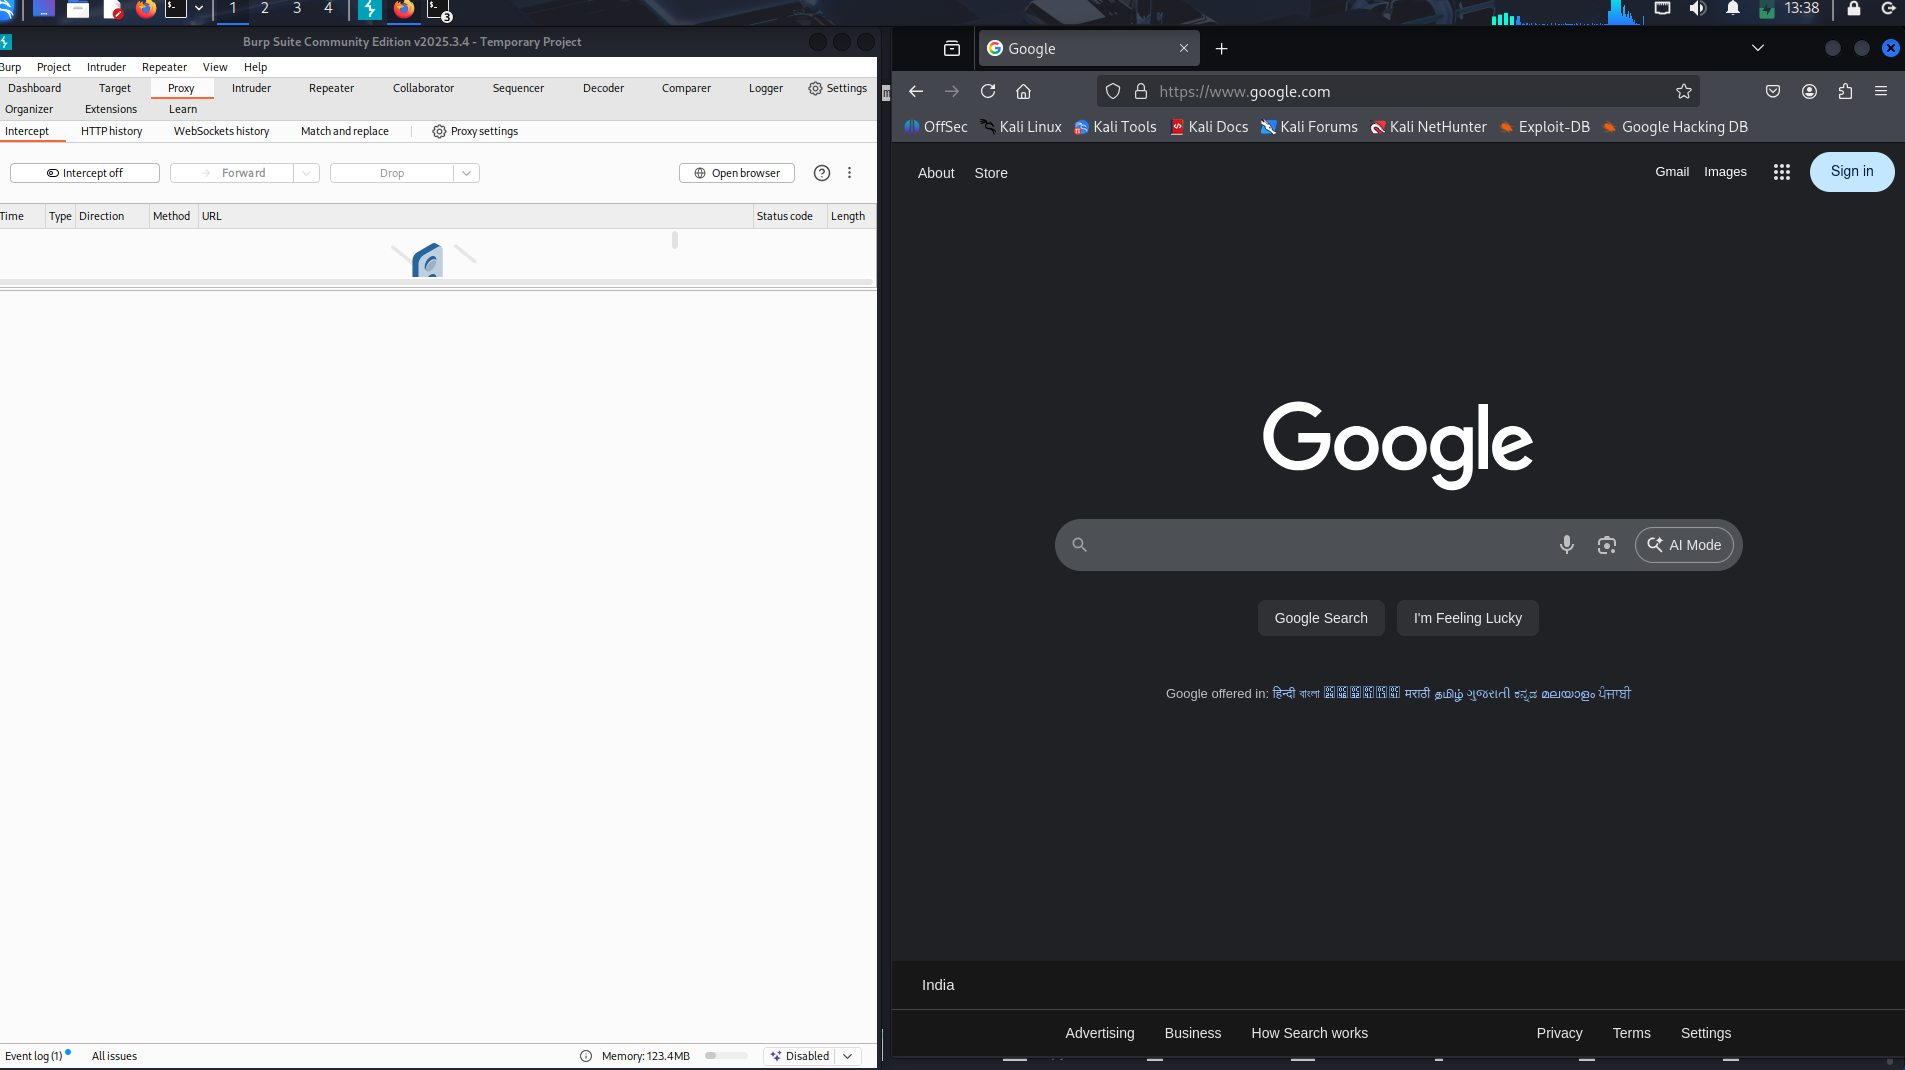 1 2 3 4 3 13:38
Burp Suite Community Edition v2025.3.4 - Temporary Project
Burp Project Intruder Repeater View Help
Dashboard Target Proxy Intruder Repeater Collaborator Sequencer Decoder Comparer Logger Settings
Organizer Extensions Learn
Intercept HTTP history WebSockets history Match and replace Proxy settings
Intercept off Forward Drop Open browser
Time Type Direction Method URL Status code Length
Event log (1) All issues Memory: 123.4MB Disabled
Google
https://www.google.com
OffSec Kali Linux Kali Tools Kali Docs Kali Forums Kali NetHunter Exploit-DB Google Hacking DB
About Store Gmail Images Sign in
Google
AI Mode
Google Search I'm Feeling Lucky
Google offered in: हिन्दी বাংলা मराठी தமிழ் ગુજરાતી ಕನ್ನಡ മലയാളം ਪੰਜਾਬੀ
India
Advertising Business How Search works Privacy Terms Settings